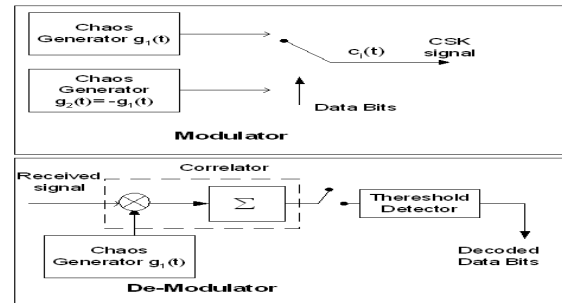 Chaos
Generator g1(t)
Chaos
Generator
g2(t)=-g1(t)
ci(t)
CSK
signal
Data Bits
Modulator
Correlator
Received
signal
Σ
Thereshold
Detector
Chaos
Generator g1(t)
Decoded
Data Bits
De-Modulator